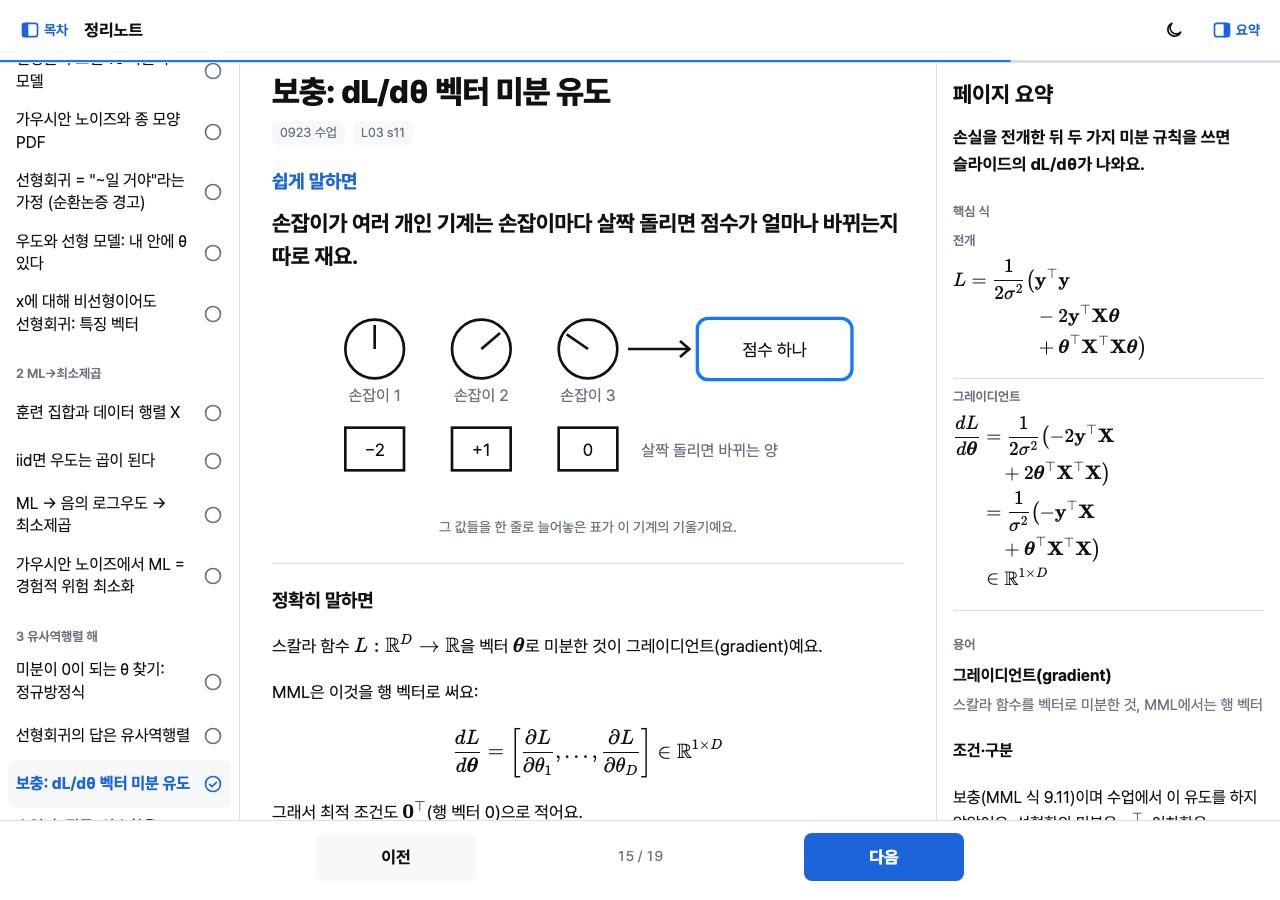 목차 정리노트
요약
모델
가우시안 노이즈와 종 모양
PDF
선형회귀 = "~일 거야"라는
가정 (순환논증 경고)
우도와 선형 모델: 내 안에 θ
있다
x에 대해 비선형이어도
선형회귀: 특징 벡터
2 ML→최소제곱
훈련 집합과 데이터 행렬 X
iid면 우도는 곱이 된다
ML → 음의 로그우도 →
최소제곱
가우시안 노이즈에서 ML =
경험적 위험 최소화
3 유사역행렬 해
미분이 0이 되는 θ 찾기:
정규방정식
선형회귀의 답은 유사역행렬
보충: dL/dθ 벡터 미분 유도
보충: dL/dθ 벡터 미분 유도
0923 수업 L03 s11
쉽게 말하면
손잡이가 여러 개인 기계는 손잡이마다 살짝 돌리면 점수가 얼마나 바뀌는지
따로 재요.
점수 하나
손잡이 1 손잡이 2 손잡이 3
−2 +1 0 살짝 돌리면 바뀌는 양
그 값들을 한 줄로 늘어놓은 표가 이 기계의 기울기예요.
정확히 말하면
스칼라 함수 L : ℝ^D → ℝ을 벡터 θ로 미분한 것이 그레이디언트(gradient)예요.
MML은 이것을 행 벡터로 써요:
dL/dθ = [∂L/∂θ₁, . . . , ∂L/∂θ_D] ∈ ℝ^{1×D}
그래서 최적 조건도 0^⊤(행 벡터 0)으로 적어요.
페이지 요약
손실을 전개한 뒤 두 가지 미분 규칙을 쓰면
슬라이드의 dL/dθ가 나와요.
핵심 식
전개
L = 1/2σ² (y^⊤y
− 2y^⊤Xθ
+ θ^⊤X^⊤Xθ)
그레이디언트
dL/dθ = 1/2σ² (−2y^⊤X
+ 2θ^⊤X^⊤X)
= 1/σ² (−y^⊤X
+ θ^⊤X^⊤X)
∈ ℝ^{1×D}
용어
그레이디언트(gradient)
스칼라 함수를 벡터로 미분한 것, MML에서는 행 벡터
조건·구분
보충(MML 식 9.11)이며 수업에서 이 유도를 하지
이전 15 / 19 다음